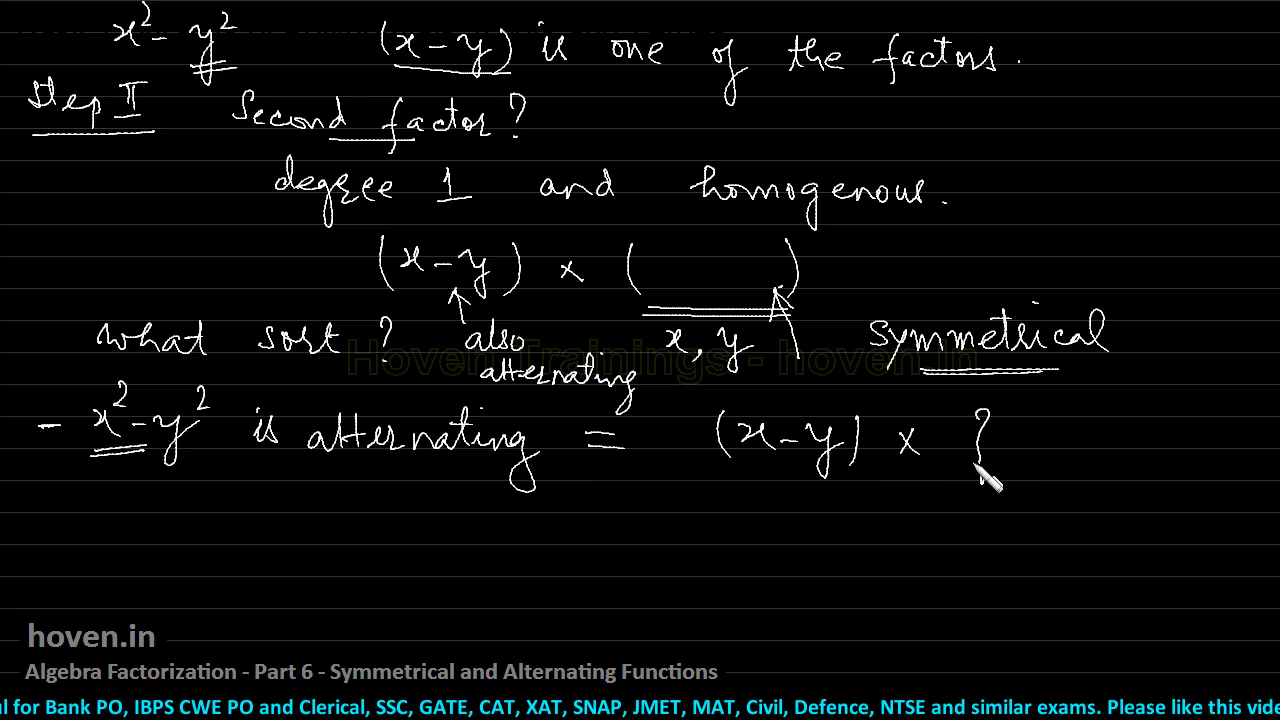 x² - y² (x - y) is one of the factors.
Step II Second factor?
degree 1 and homogenous.
(x - y) × ( )
what sort? also x, y symmetrical
Hoven Trainings - hoven.in
alternating
- x² - y² is alternating = (x - y) × ?
hoven.in
Algebra Factorization - Part 6 - Symmetrical and Alternating Functions
ul for Bank PO, IBPS CWE PO and Clerical, SSC, GATE, CAT, XAT, SNAP, JMET, MAT, Civil, Defence, NTSE and similar exams. Please like this vide